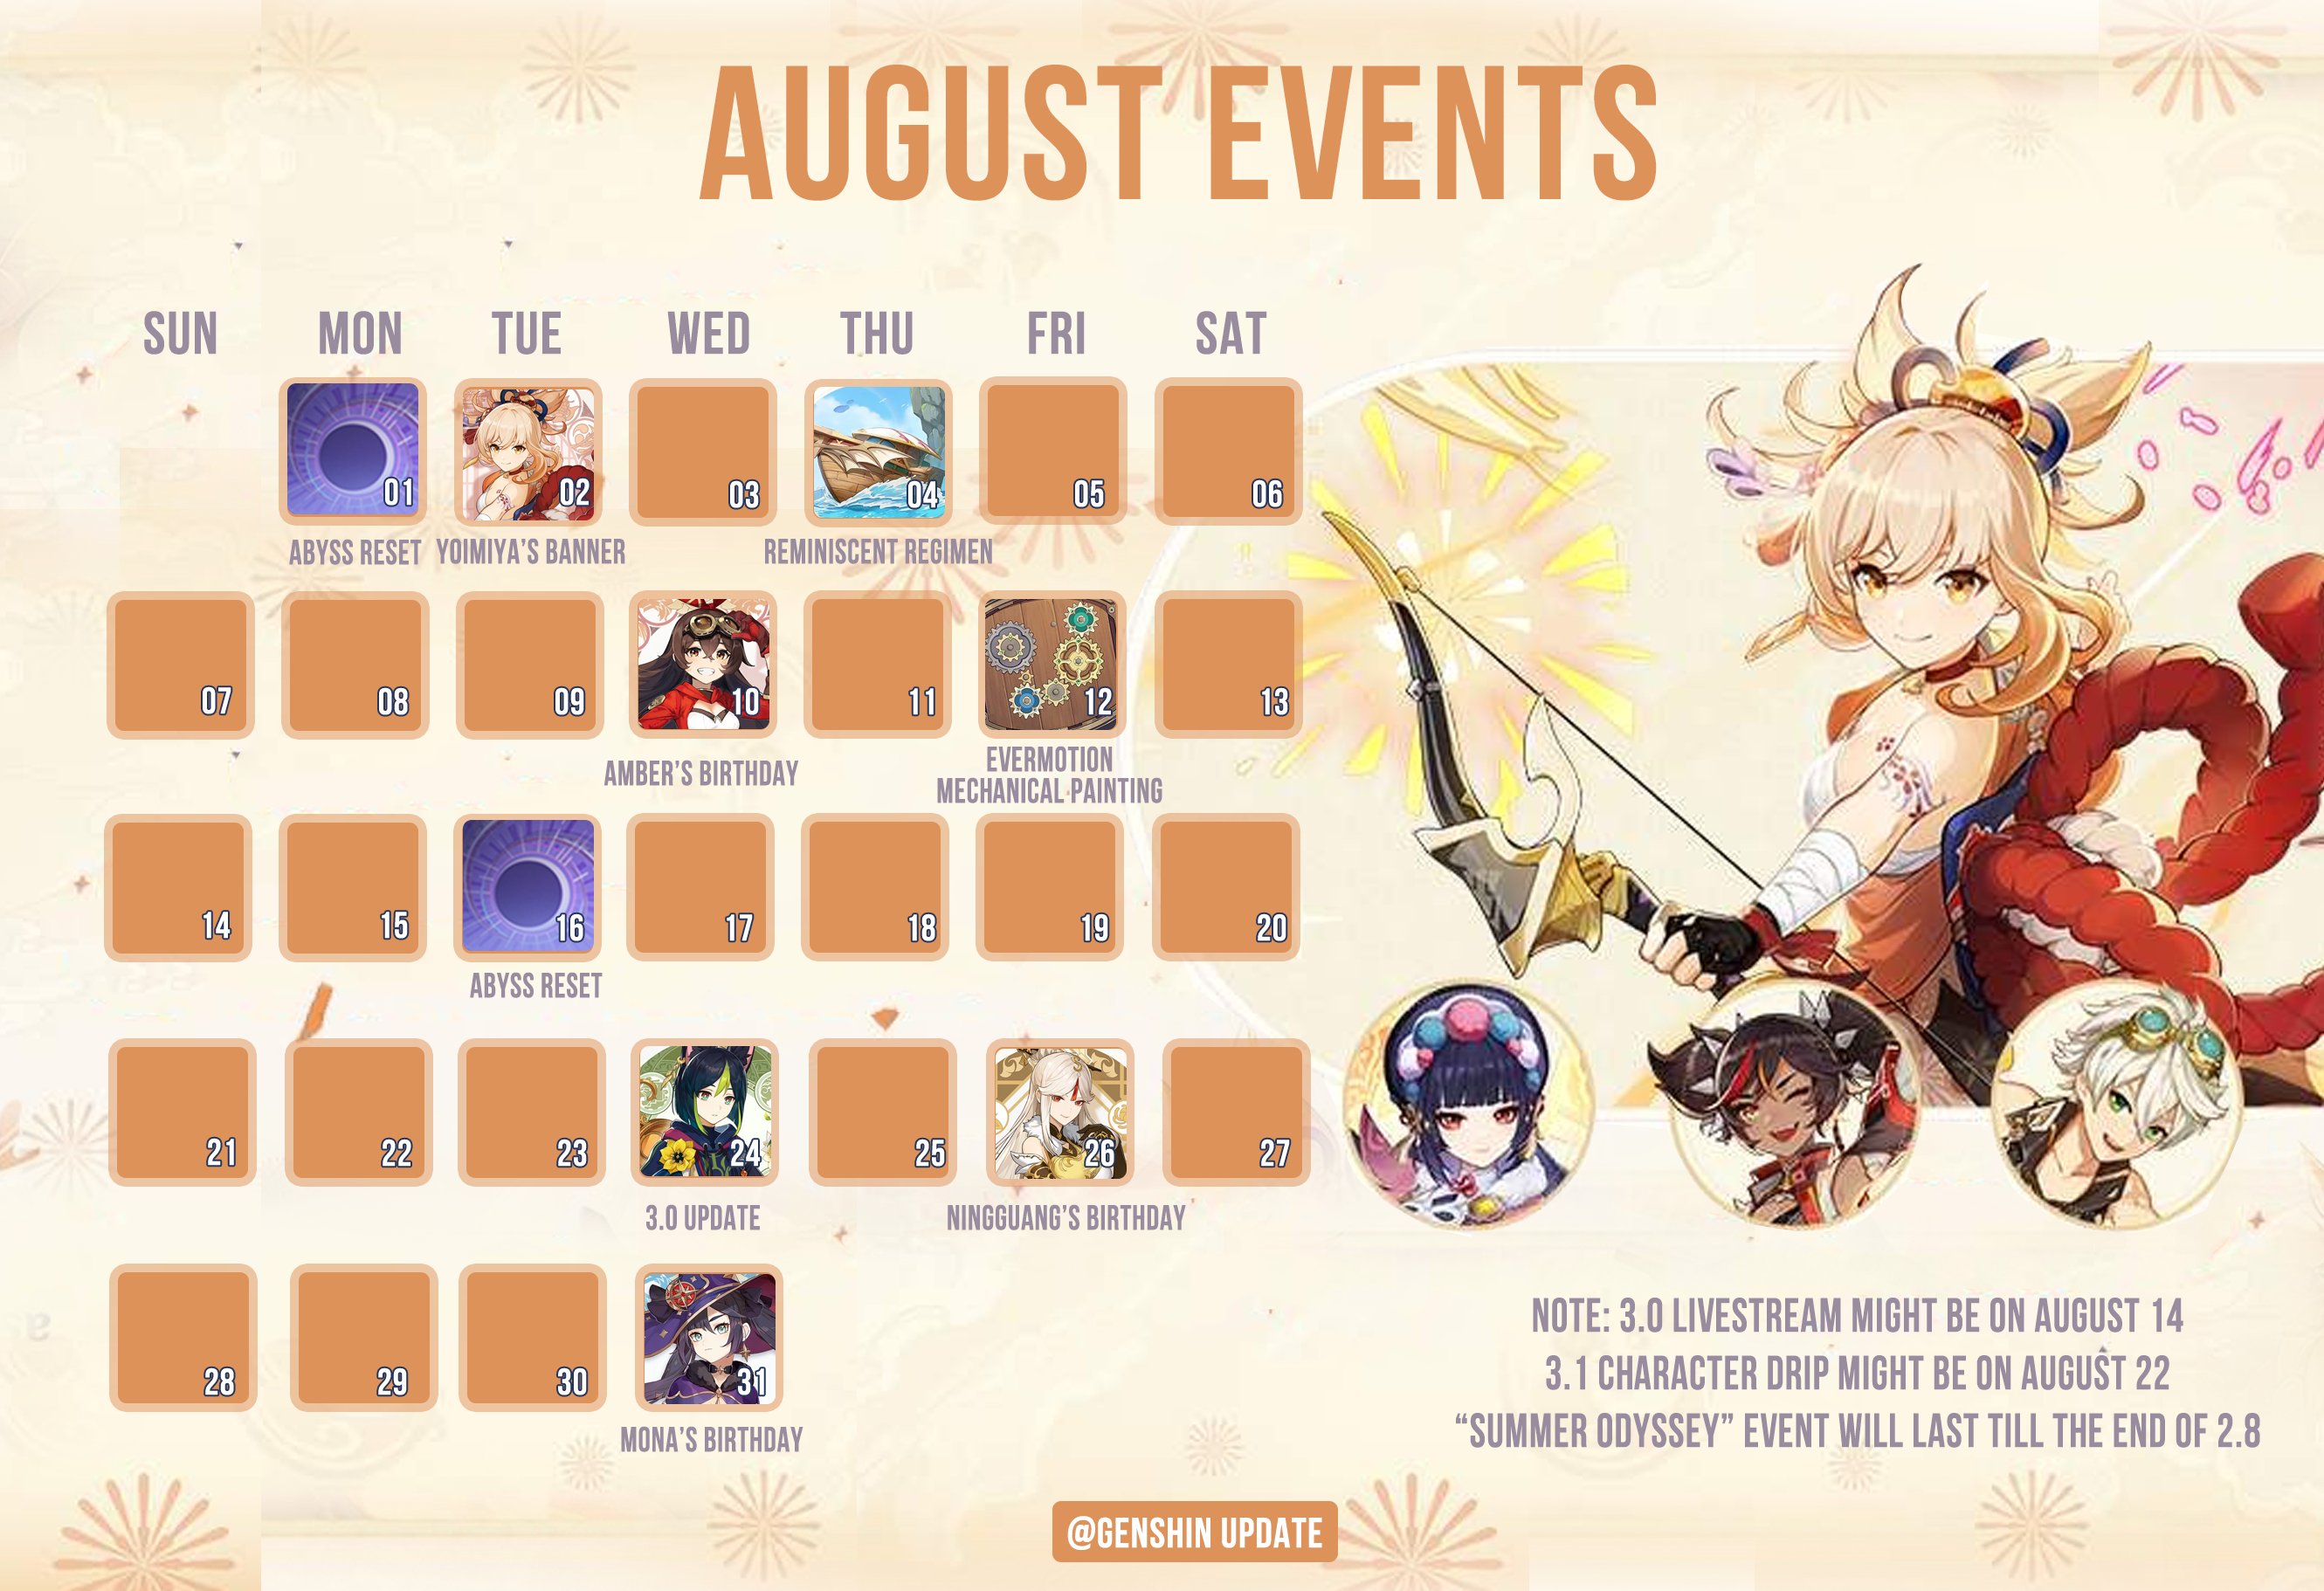 AUGUST EVENTS
SUN MON TUE WED THU FRI SAT
01 02 03 04 05 06
ABYSS RESET YOIMIYA'S BANNER REMINISCENT REGIMEN
07 08 09 10 11 12 13
AMBER'S BIRTHDAY EVERMOTION
MECHANICAL PAINTING
14 15 16 17 18 19 20
ABYSS RESET
21 22 23 24 25 26 27
3.0 UPDATE NINGGUANG'S BIRTHDAY
28 29 30 31
MONA'S BIRTHDAY
NOTE: 3.0 LIVESTREAM MIGHT BE ON AUGUST 14
3.1 CHARACTER DRIP MIGHT BE ON AUGUST 22
“SUMMER ODYSSEY” EVENT WILL LAST TILL THE END OF 2.8
@GENSHIN UPDATE